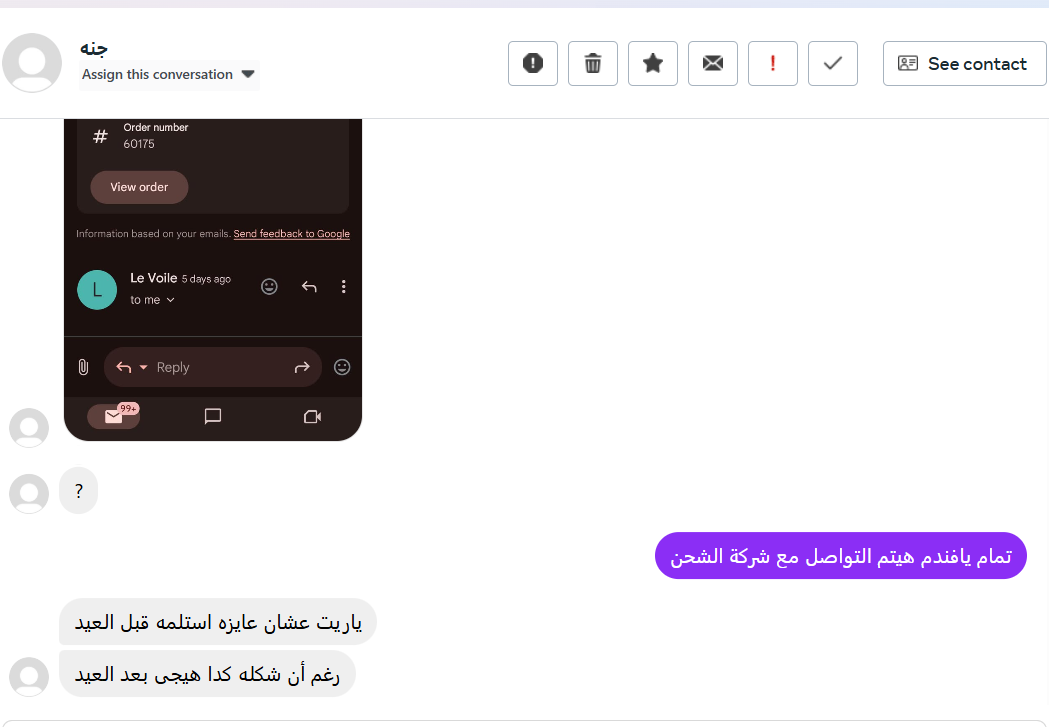 جنه
Assign this conversation
See contact
Order number
60175
View order
Information based on your emails. Send feedback to Google
L
Le Voile 5 days ago
to me
Reply
99+
?
تمام يافندم هيتم التواصل مع شركة الشحن
ياريت عشان عايزه استلمه قبل العيد
رغم أن شكله كدا هيجى بعد العيد